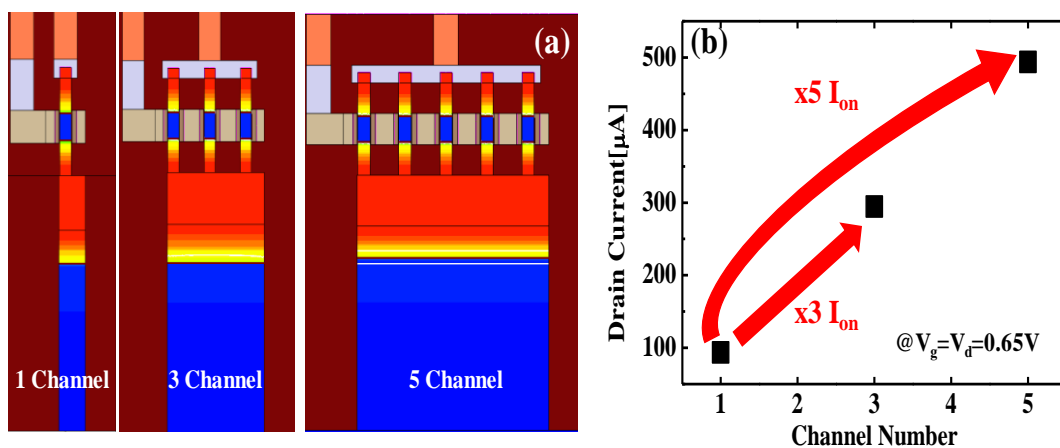 (a)
1 Channel
3 Channel
5 Channel
(b)
Drain Current[μA]
500
400
300
200
100
x5 Ion
x3 Ion
@Vg=Vd=0.65V
1 2 3 4 5
Channel Number